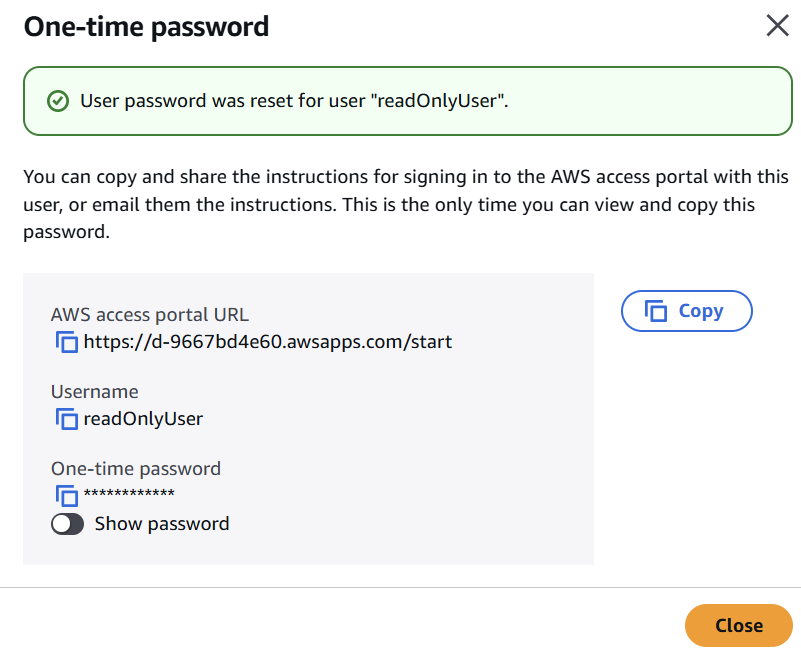 One-time password
User password was reset for user "readOnlyUser".
You can copy and share the instructions for signing in to the AWS access portal with this
user, or email them the instructions. This is the only time you can view and copy this
password.
AWS access portal URL
https://d-9667bd4e60.awsapps.com/start
Copy
Username
readOnlyUser
One-time password
************
Show password
Close